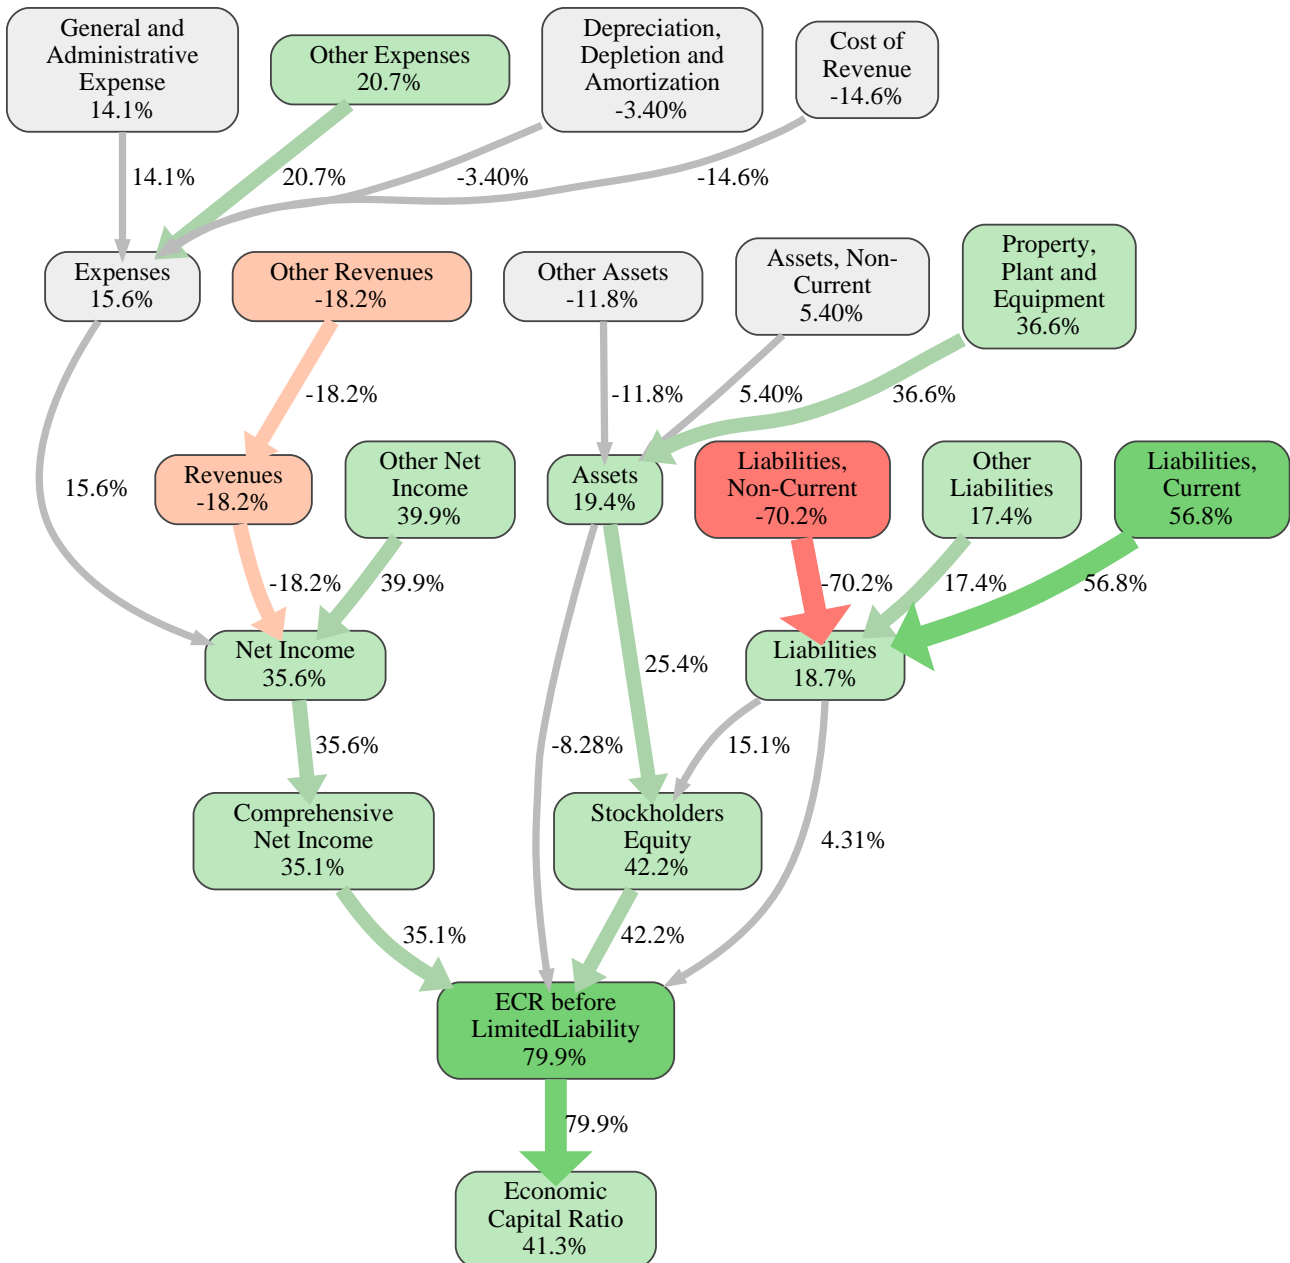 General and
Administrative
Expense
14.1%
Other Expenses
20.7%
Depreciation,
Depletion and
Amortization
-3.40%
Cost of
Revenue
-14.6%
14.1%
20.7%
-3.40%
-14.6%
Expenses
15.6%
Other Revenues
-18.2%
Other Assets
-11.8%
Assets, Non-
Current
5.40%
Property,
Plant and
Equipment
36.6%
-18.2%
-11.8%
5.40%
36.6%
15.6%
Revenues
-18.2%
Other Net
Income
39.9%
Assets
19.4%
Liabilities,
Non-Current
-70.2%
Other
Liabilities
17.4%
Liabilities,
Current
56.8%
-18.2%
39.9%
-70.2%
17.4%
56.8%
Net Income
35.6%
25.4%
Liabilities
18.7%
35.6%
-8.28%
15.1%
Comprehensive
Net Income
35.1%
Stockholders
Equity
42.2%
4.31%
35.1%
42.2%
ECR before
LimitedLiability
79.9%
79.9%
Economic
Capital Ratio
41.3%